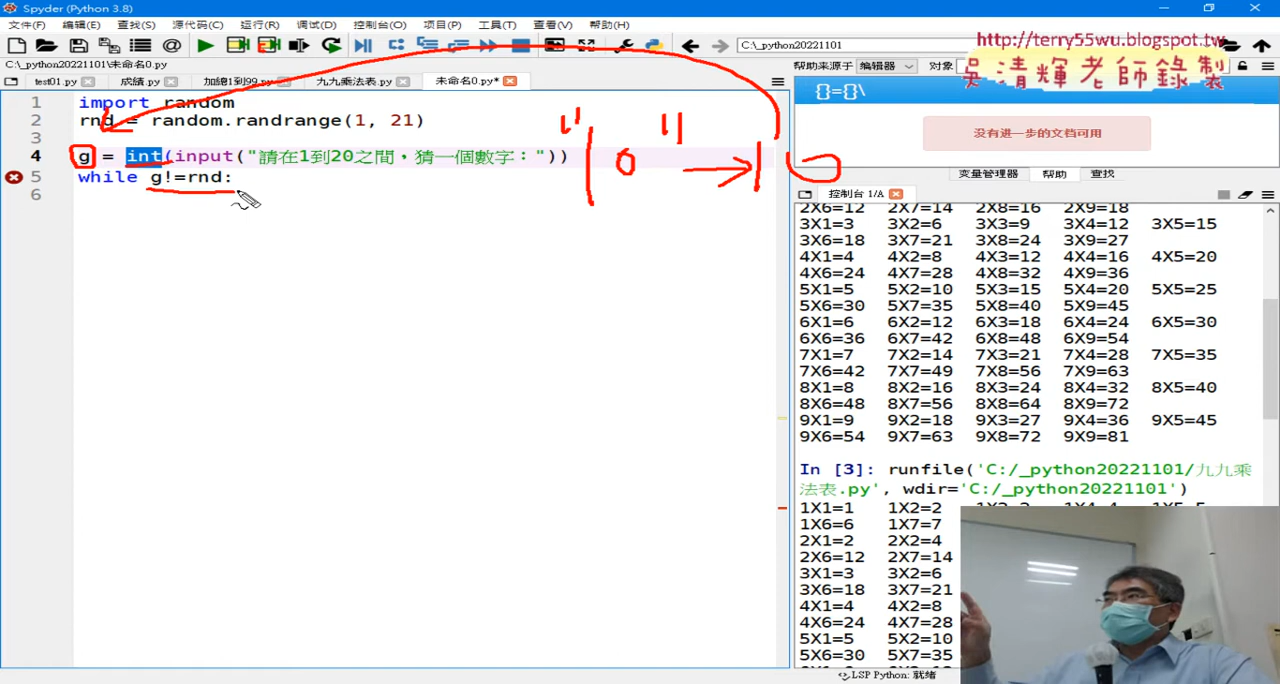 Spyder (Python 3.8)
文件(F) 编辑(E) 查找(S) 源代码(C) 运行(R) 调试(D) 控制台(O) 项目(P) 工具(T) 查看(V) 帮助(H)
C:\_python20221101
http://terry55wu.blogspot.tw
吳清輝老師錄製
C:\_python20221101\未命名0.py
帮助来源于 编辑器 对象
test01.py 成績.py 加總1到99.py 九九乘法表.py 未命名0.py*
{}={}\
没有进一步的文档可用
变量管理器 帮助 查找
控制台 1/A
1 import random
2 rnd = random.randrange(1, 21)
3
4 g = int(input("請在1到20之間，猜一個數字："))
5 while g!=rnd:
6
" 0 "
2X6=12 2X7=14 2X8=16 2X9=18
3X1=3 3X2=6 3X3=9 3X4=12 3X5=15
3X6=18 3X7=21 3X8=24 3X9=27
4X1=4 4X2=8 4X3=12 4X4=16 4X5=20
4X6=24 4X7=28 4X8=32 4X9=36
5X1=5 5X2=10 5X3=15 5X4=20 5X5=25
5X6=30 5X7=35 5X8=40 5X9=45
6X1=6 6X2=12 6X3=18 6X4=24 6X5=30
6X6=36 6X7=42 6X8=48 6X9=54
7X1=7 7X2=14 7X3=21 7X4=28 7X5=35
7X6=42 7X7=49 7X8=56 7X9=63
8X1=8 8X2=16 8X3=24 8X4=32 8X5=40
8X6=48 8X7=56 8X8=64 8X9=72
9X1=9 9X2=18 9X3=27 9X4=36 9X5=45
9X6=54 9X7=63 9X8=72 9X9=81
In [3]: runfile('C:/_python20221101/九九乘
法表.py', wdir='C:/_python20221101')
1X1=1 1X2=2
1X6=6 1X7=7
2X1=2 2X2=4
2X6=12 2X7=14
3X1=3 3X2=6
3X6=18 3X7=21
4X1=4 4X2=8
4X6=24 4X7=28
5X1=5 5X2=10
5X6=30 5X7=35
LSP Python: 就绪